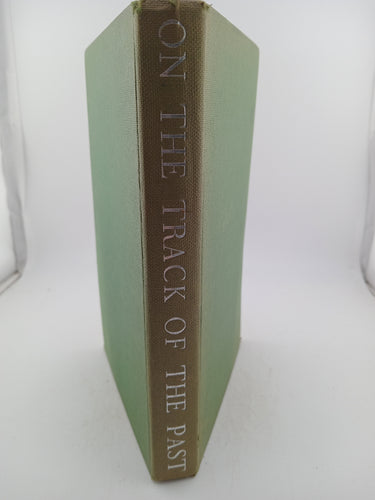 ON THE TRACK OF THE PAST